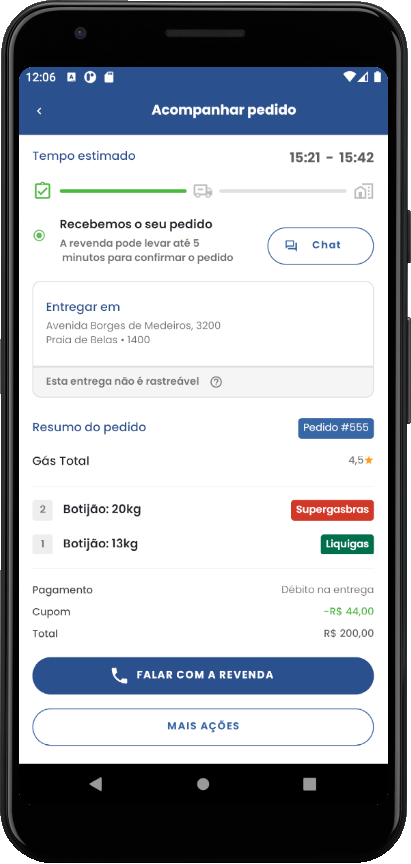 12:06
Acompanhar pedido
Tempo estimado
15:21 - 15:42
Recebemos o seu pedido
A revenda pode levar até 5
minutos para confirmar o pedido
Chat
Entregar em
Avenida Borges de Medeiros, 3200
Praia de Belas • 1400
Esta entrega não é rastreável
Resumo do pedido
Pedido #555
Gás Total
4,5
2 Botijão: 20kg
Supergasbras
1 Botijão: 13kg
Liquigas
Pagamento
Débito na entrega
Cupom
-R$ 44,00
Total
R$ 200,00
FALAR COM A REVENDA
MAIS AÇÕES